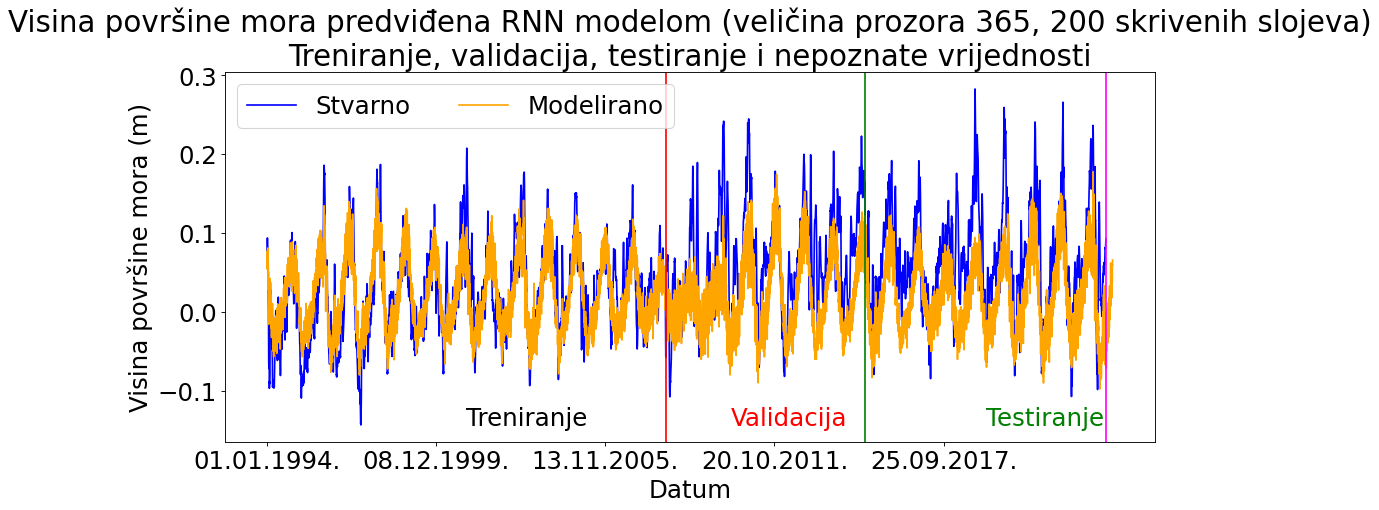 Visina površine mora predviđena RNN modelom (veličina prozora 365, 200 skrivenih slojeva)
Treniranje, validacija, testiranje i nepoznate vrijednosti
Stvarno Modelirano
Visina površine mora (m)
0.3
0.2
0.1
0.0
−0.1
Treniranje Validacija Testiranje
01.01.1994. 08.12.1999. 13.11.2005. 20.10.2011. 25.09.2017.
Datum